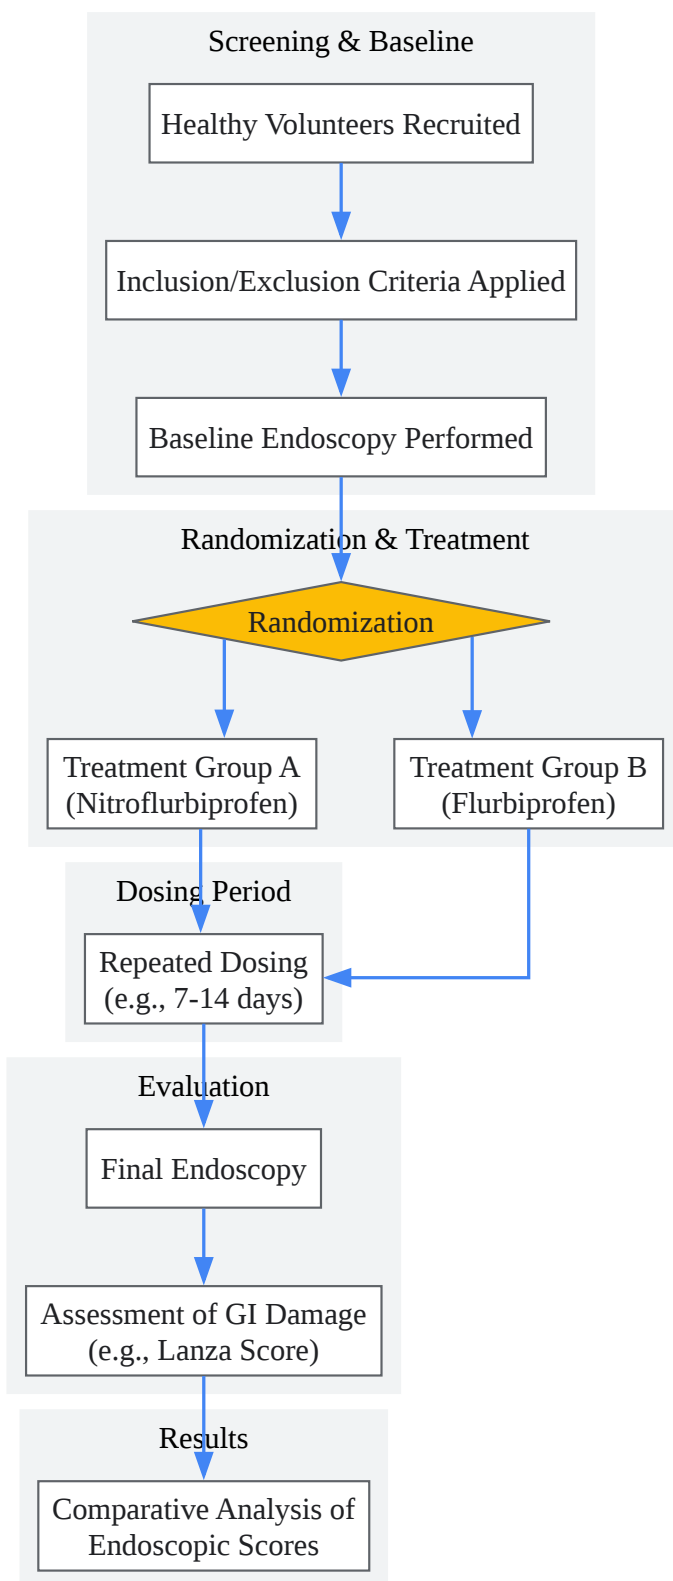 Screening & Baseline
Healthy Volunteers Recruited
Inclusion/Exclusion Criteria Applied
Baseline Endoscopy Performed
Randomization & Treatment
Randomization
Treatment Group A
(Nitroflurbiprofen)
Treatment Group B
(Flurbiprofen)
Dosing Period
Repeated Dosing
(e.g., 7-14 days)
Evaluation
Final Endoscopy
Assessment of GI Damage
(e.g., Lanza Score)
Results
Comparative Analysis of
Endoscopic Scores